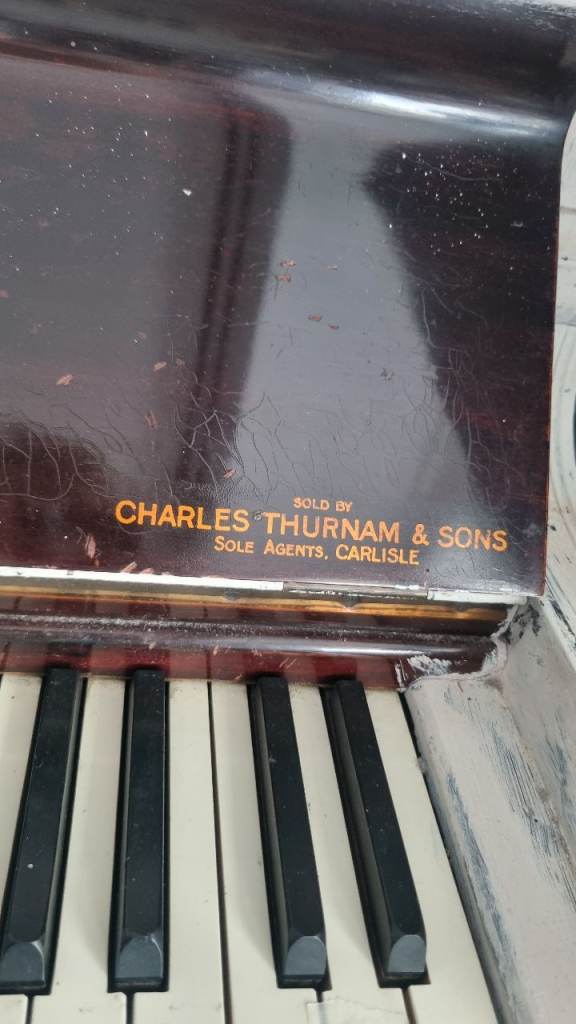 SOLD BY
CHARLES THURNAM & SONS
SOLE AGENTS, CARLISLE